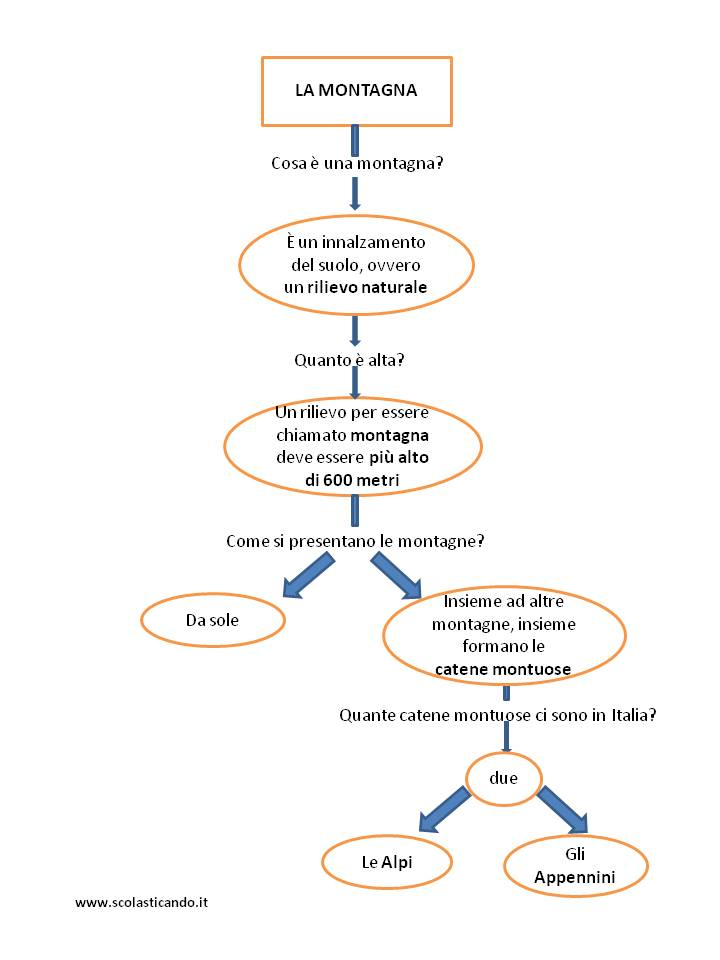 LA MONTAGNA
Cosa è una montagna?
È un innalzamento
del suolo, ovvero
un rilievo naturale
Quanto è alta?
Un rilievo per essere
chiamato montagna
deve essere più alto
di 600 metri
Come si presentano le montagne?
Da sole
Insieme ad altre
montagne, insieme
formano le
catene montuose
Quante catene montuose ci sono in Italia?
due
Le Alpi
Gli
Appennini
www.scolasticando.it